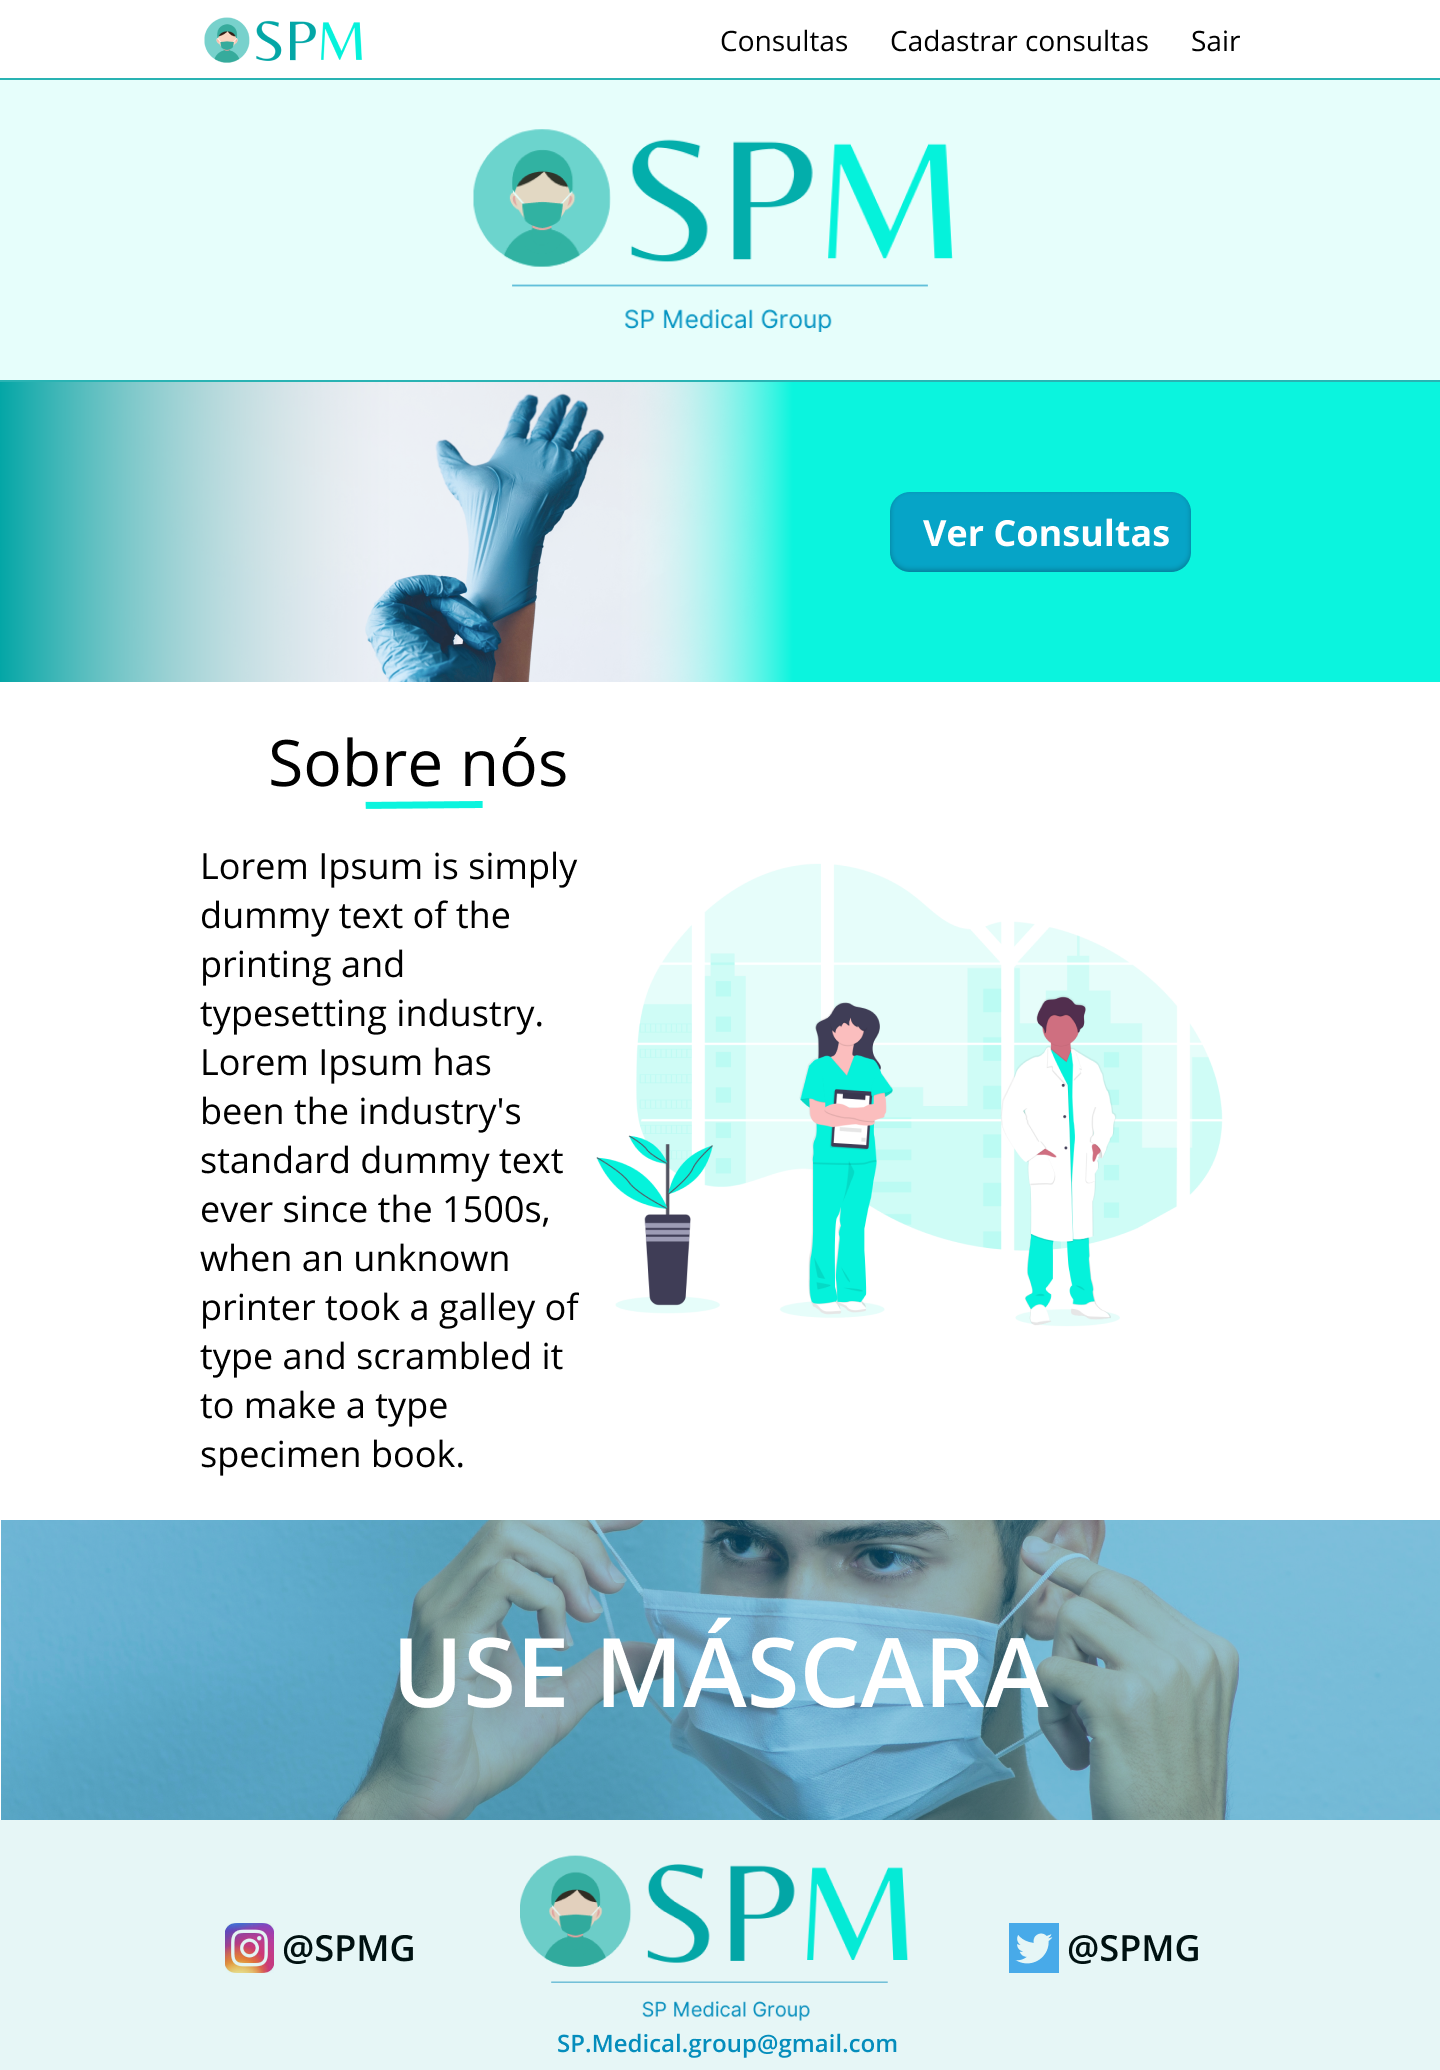 SPM
Consultas
Cadastrar consultas
Sair
SPM
SP Medical Group
Ver Consultas
Sobre nós
Lorem Ipsum is simply
dummy text of the
printing and
typesetting industry.
Lorem Ipsum has
been the industry's
standard dummy text
ever since the 1500s,
when an unknown
printer took a galley of
type and scrambled it
to make a type
specimen book.
USE MÁSCARA
@SPMG
SPM
SP Medical Group
SP.Medical.group@gmail.com
@SPMG